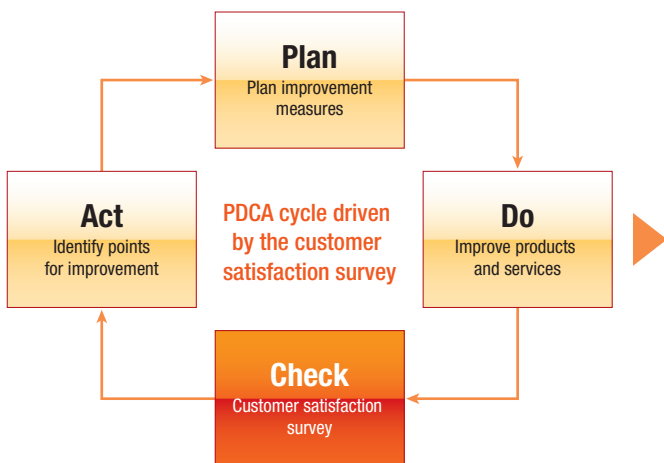 Plan
Plan improvement
measures
Act
Identify points
for improvement
PDCA cycle driven
by the customer
satisfaction survey
Do
Improve products
and services
Check
Customer satisfaction
survey